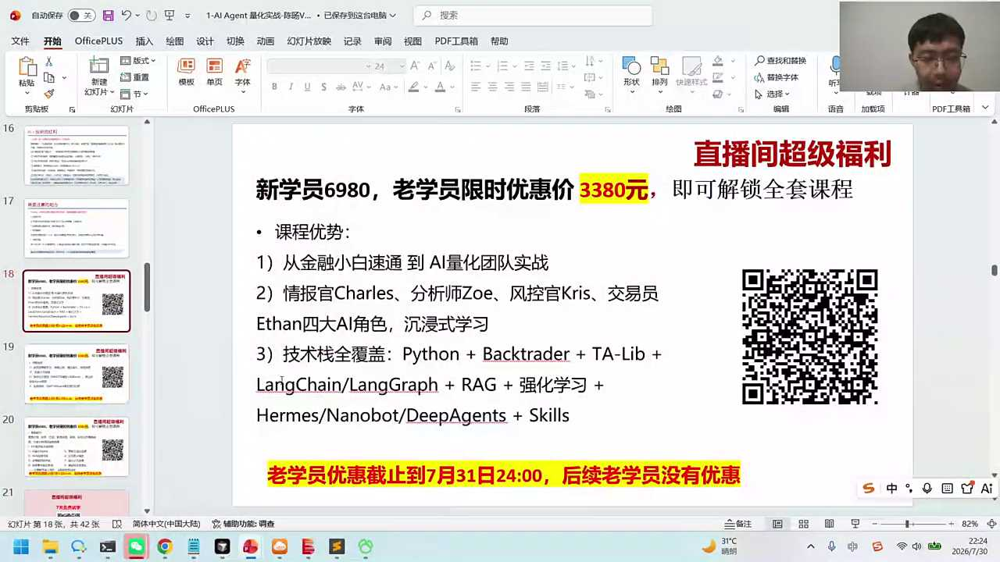 自动保存 关 1-AI Agent 量化实战-陈旸V... • 已保存到这台电脑 搜索
文件 开始 OfficePLUS 插入 绘图 设计 切换 动画 幻灯片放映 记录 审阅 视图 PDF工具箱 帮助
粘贴 新建 幻灯片 版式 重置 节 模板 单页 字体 24 形状 排列 快速样式 查找和替换 替换字体 选择
剪贴板 幻灯片 OfficePLUS 字体 段落 绘图 编辑 语音 加载项 PDF工具箱
16
17
18
19
20
21
直播间超级福利
新学员6980，老学员限时优惠价 3380元，即可解锁全套课程
• 课程优势：
1）从金融小白速通 到 AI量化团队实战
2）情报官Charles、分析师Zoe、风控官Kris、交易员
Ethan四大AI角色，沉浸式学习
3）技术栈全覆盖：Python + Backtrader + TA-Lib +
LangChain/LangGraph + RAG + 强化学习 +
Hermes/Nanobot/DeepAgents + Skills
老学员优惠截止到7月31日24:00，后续老学员没有优惠
中
幻灯片 第 18 张，共 42 张 简体中文(中国大陆) 辅助功能: 调查 备注 82%
31°C
晴朗
22:24
2026/7/30